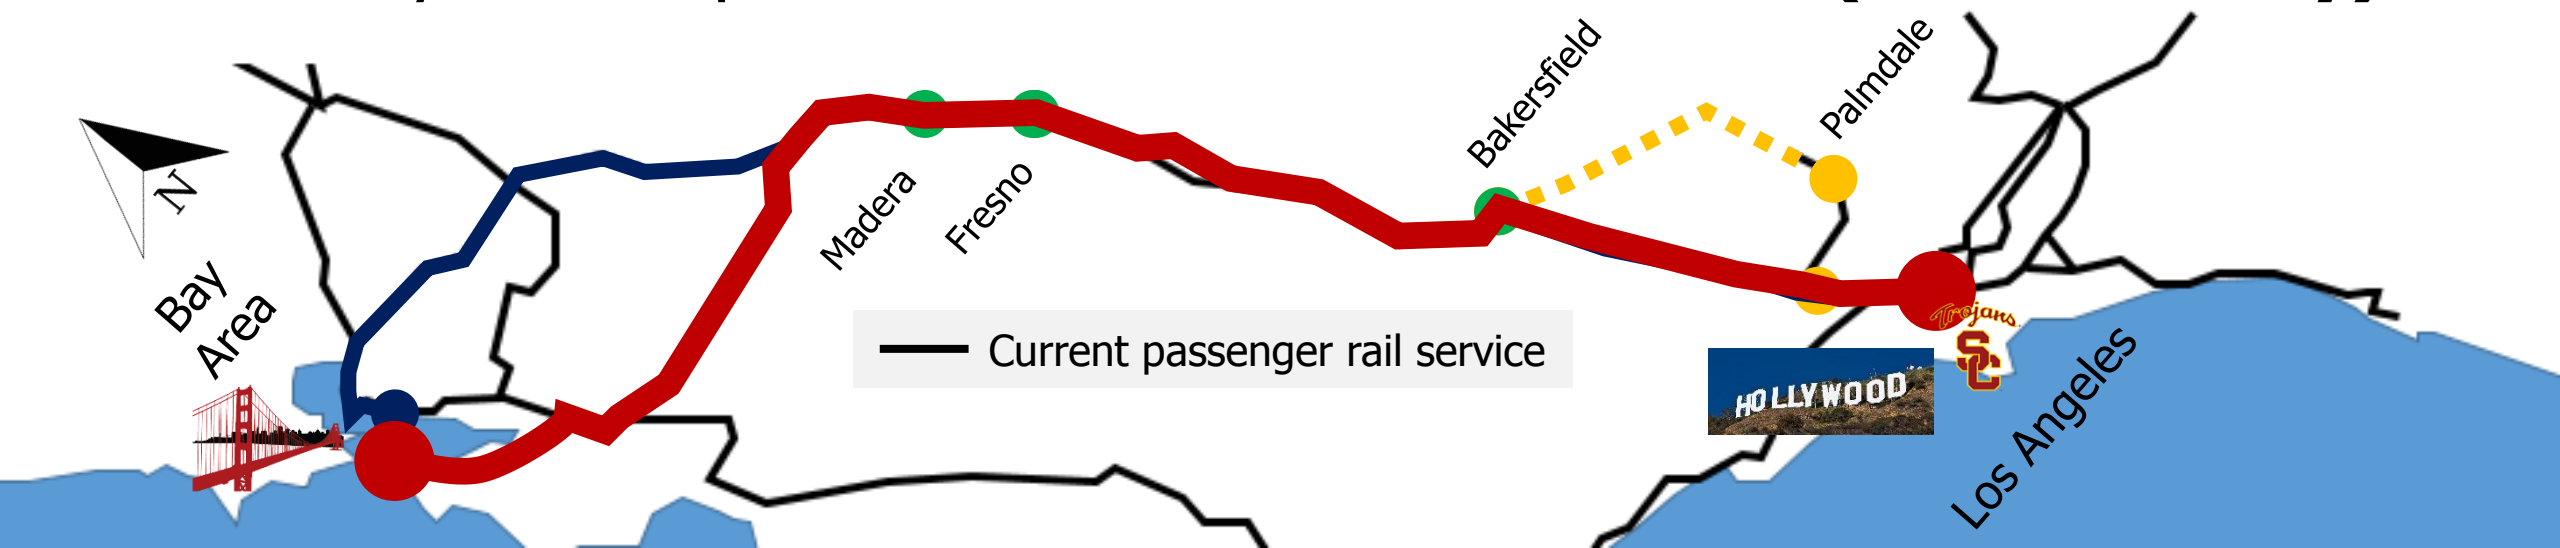 Bakersfield
Palmdale
N
Madera
Fresno
Bay
Area
Current passenger rail service
Trojans
SC
HOLLYWOOD
Los Angeles